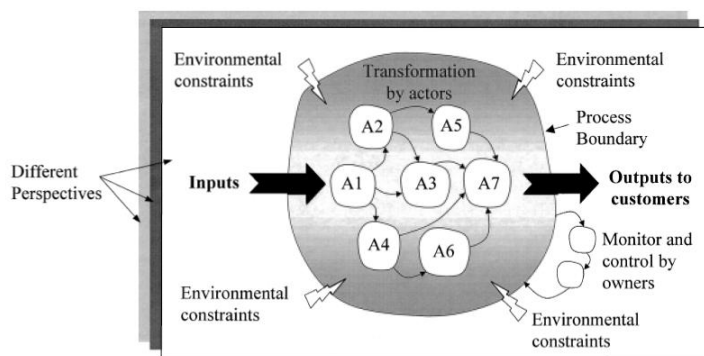 Environmental
constraints
Environmental
constraints
Transformation
by actors
A2
A5
Process
Boundary
Different
Perspectives
Inputs
A1
A3
A7
Outputs to
customers
A4
A6
Monitor and
control by
owners
Environmental
constraints
Environmental
constraints